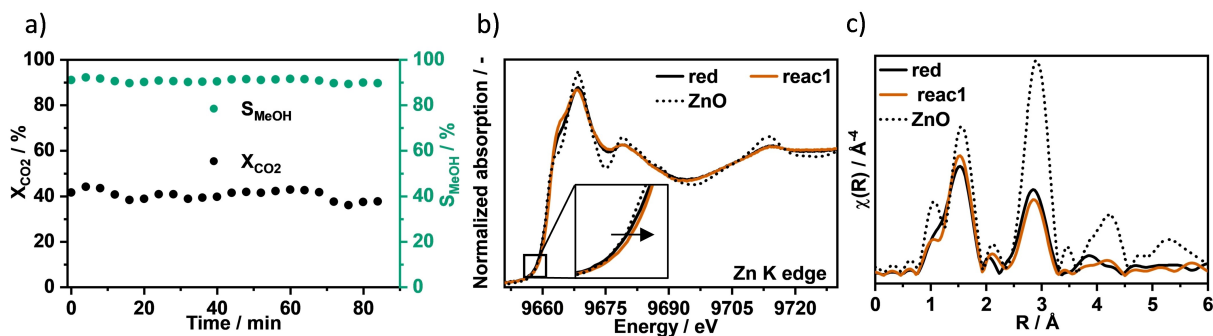 a)
100
80
60
40
20
0
X_CO2 / %
S_MeOH
X_CO2
100
80
60
40
20
0
S_MeOH / %
0 20 40 60 80
Time / min
b)
Normalized absorption / -
red reac1
ZnO
Zn K edge
9660 9675 9690 9705 9720
Energy / eV
c)
χ(R) / Å-4
red
reac1
ZnO
0 1 2 3 4 5 6
R / Å